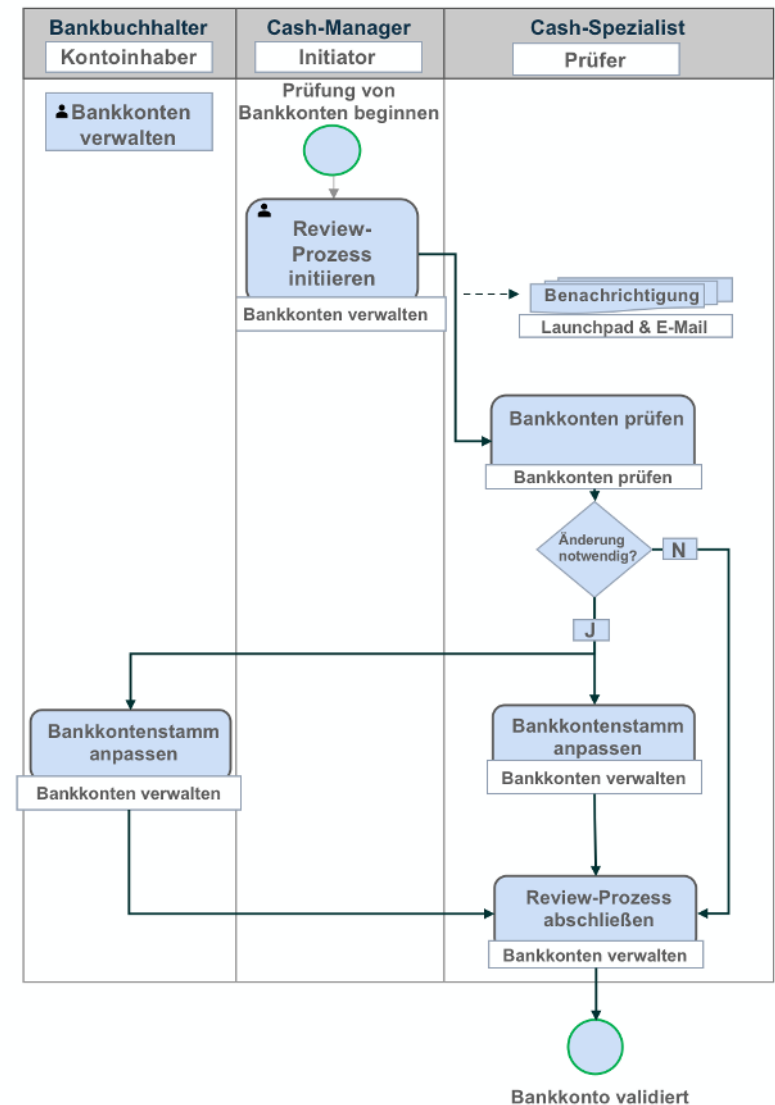 Bankbuchhalter
Kontoinhaber
Cash-Manager
Initiator
Cash-Spezialist
Prüfer
Bankkonten
verwalten
Prüfung von
Bankkonten beginnen
Review-
Prozess
initiieren
Bankkonten verwalten
Benachrichtigung
Launchpad & E-Mail
Bankkonten prüfen
Bankkonten prüfen
Änderung
notwendig?
N
J
Bankkontenstamm
anpassen
Bankkonten verwalten
Bankkontenstamm
anpassen
Bankkonten verwalten
Review-Prozess
abschließen
Bankkonten verwalten
Bankkonto validiert